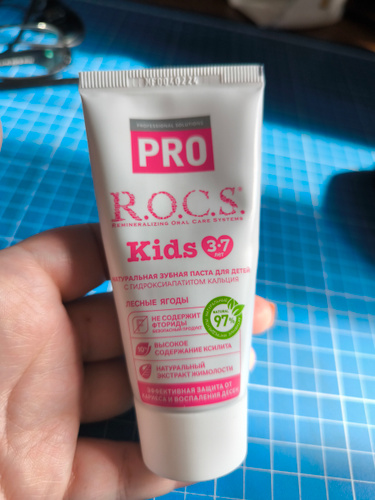 PROFESSIONAL SOLUTIONS
PRO
R.O.C.S.
REMINERALIZING ORAL CARE SYSTEMS
Kids 3-7
ЛЕТ
НАТУРАЛЬНАЯ ЗУБНАЯ ПАСТА ДЛЯ ДЕТЕЙ
С ГИДРОКСИАПАТИТОМ КАЛЬЦИЯ
ЛЕСНЫЕ ЯГОДЫ
НЕ СОДЕРЖИТ
ФТОРИДЫ
97%
ВЫСОКОЕ
СОДЕРЖАНИЕ КСИЛИТА
НАТУРАЛЬНЫЙ
ЭКСТРАКТ ЖИМОЛОСТИ
ЭФФЕКТИВНАЯ ЗАЩИТА ОТ
КАРИЕСА И ВОСПАЛЕНИЯ ДЕСЕН